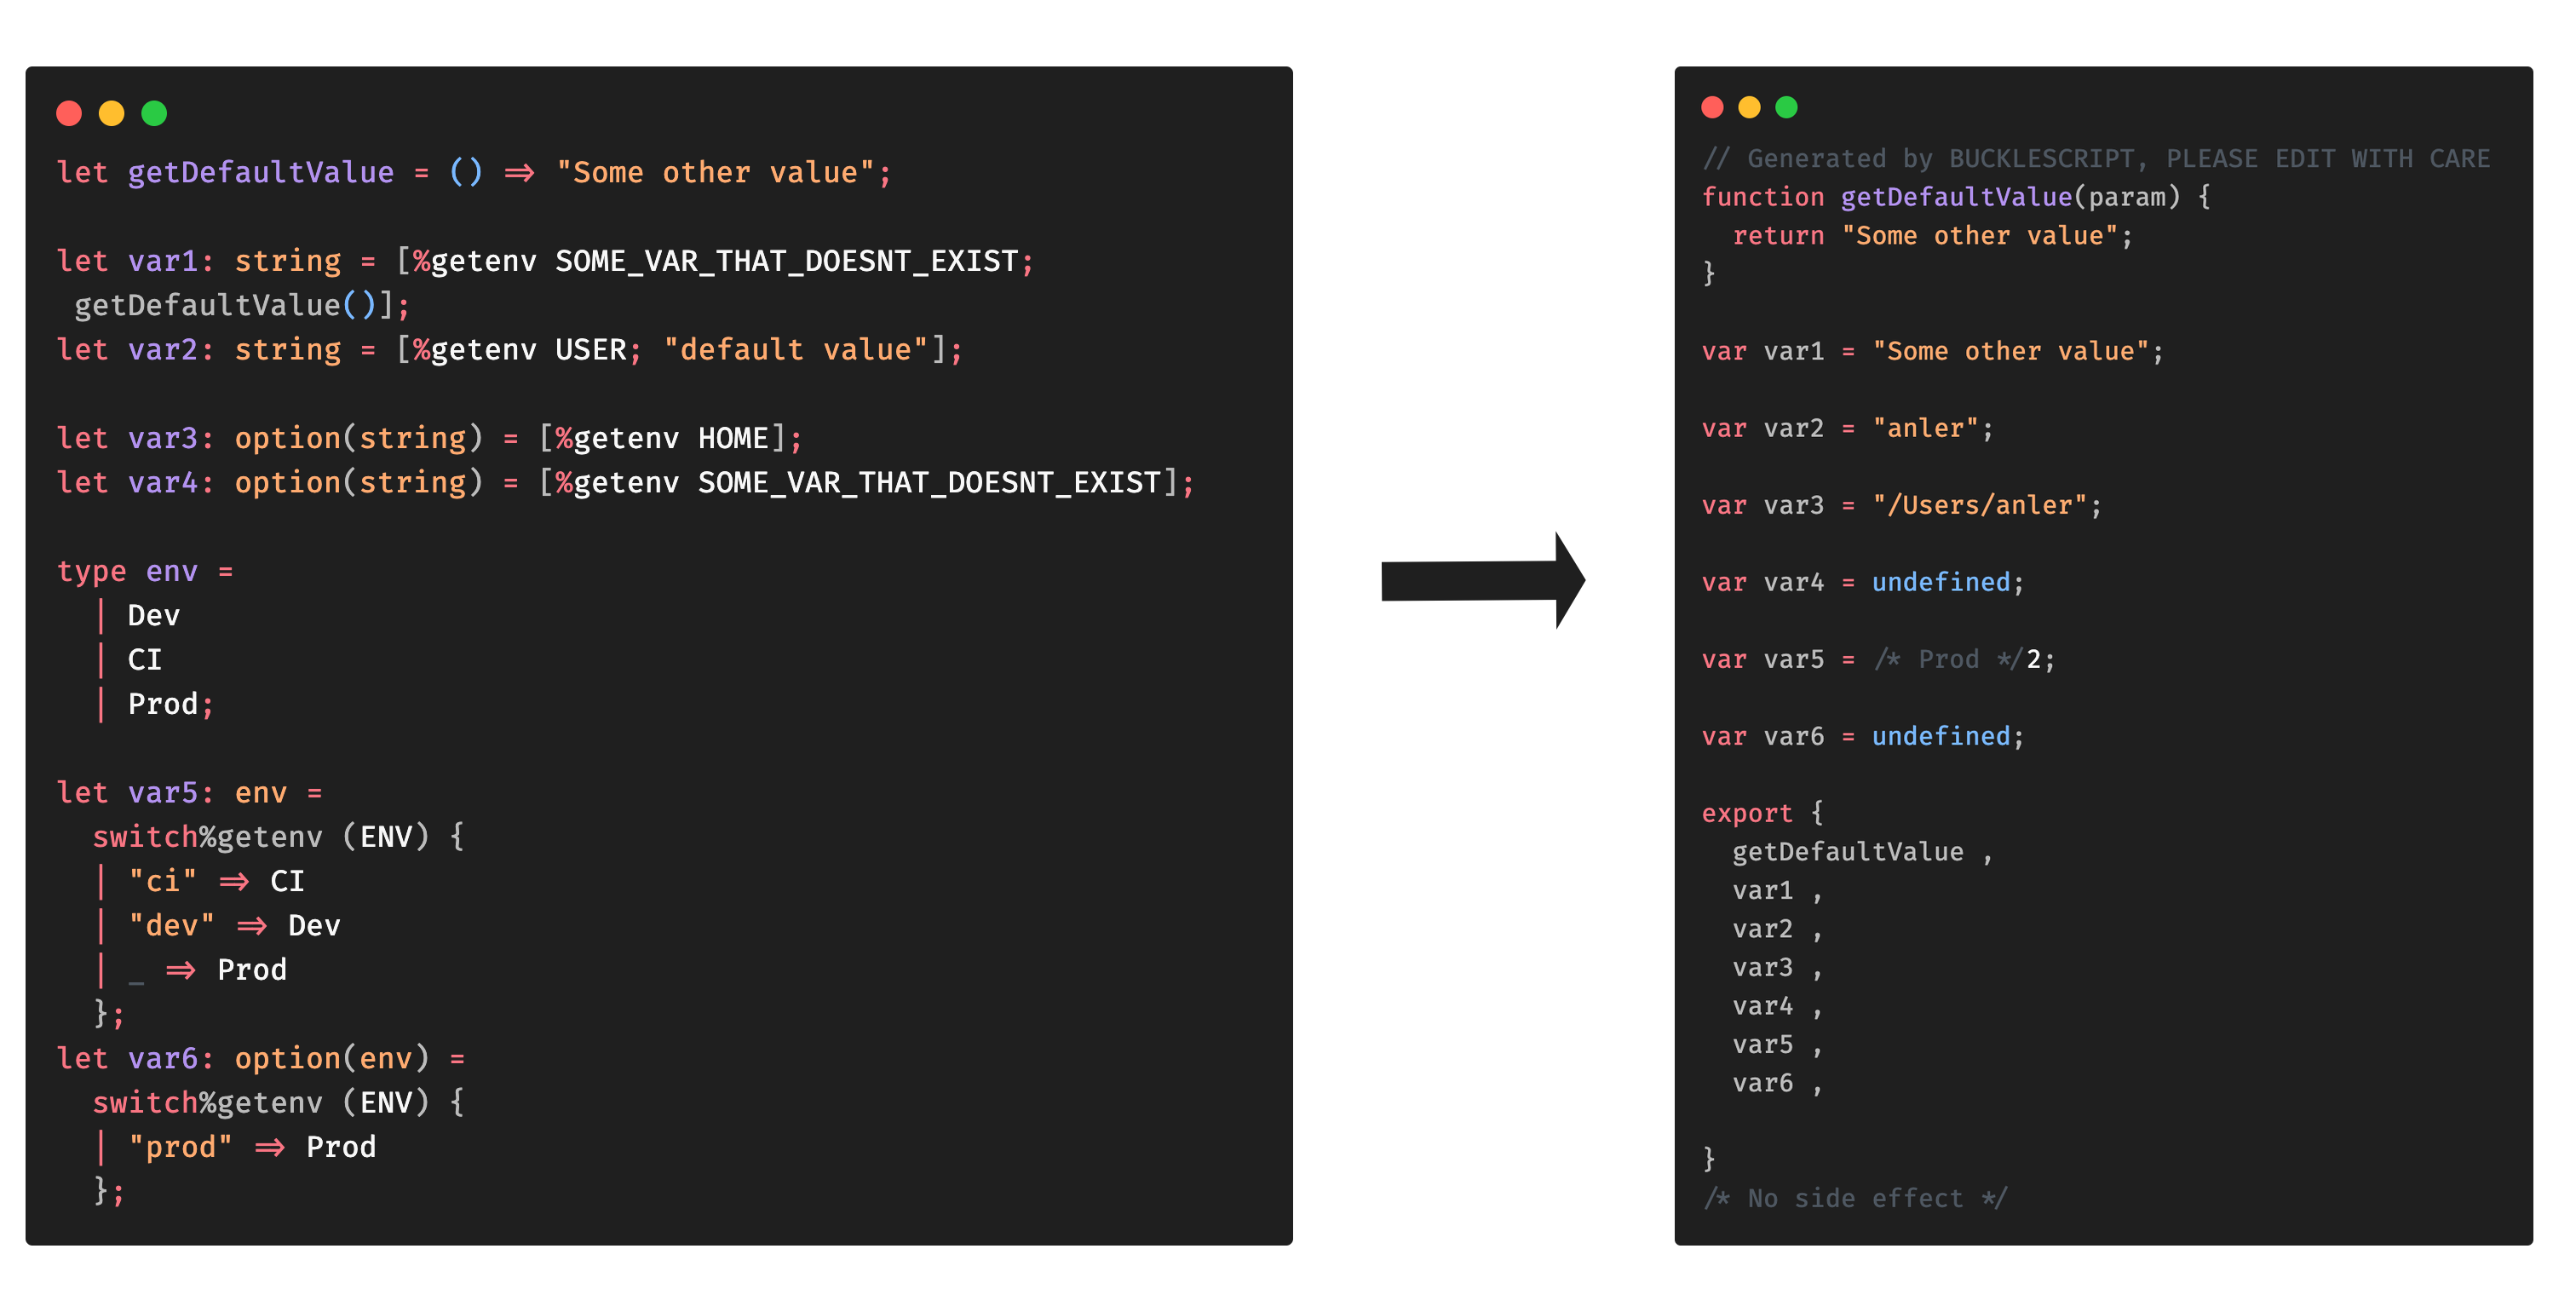 let getDefaultValue = () => "Some other value";
let var1: string = [%getenv SOME_VAR_THAT_DOESNT_EXIST;
 getDefaultValue()];
let var2: string = [%getenv USER; "default value"];
let var3: option(string) = [%getenv HOME];
let var4: option(string) = [%getenv SOME_VAR_THAT_DOESNT_EXIST];
type env =
  | Dev
  | CI
  | Prod;
let var5: env =
  switch%getenv (ENV) {
  | "ci" => CI
  | "dev" => Dev
  | _ => Prod
  };
let var6: option(env) =
  switch%getenv (ENV) {
  | "prod" => Prod
  };
// Generated by BUCKLESCRIPT, PLEASE EDIT WITH CARE
function getDefaultValue(param) {
  return "Some other value";
}
var var1 = "Some other value";
var var2 = "anler";
var var3 = "/Users/anler";
var var4 = undefined;
var var5 = /* Prod */2;
var var6 = undefined;
export {
  getDefaultValue ,
  var1 ,
  var2 ,
  var3 ,
  var4 ,
  var5 ,
  var6 ,
}
/* No side effect */